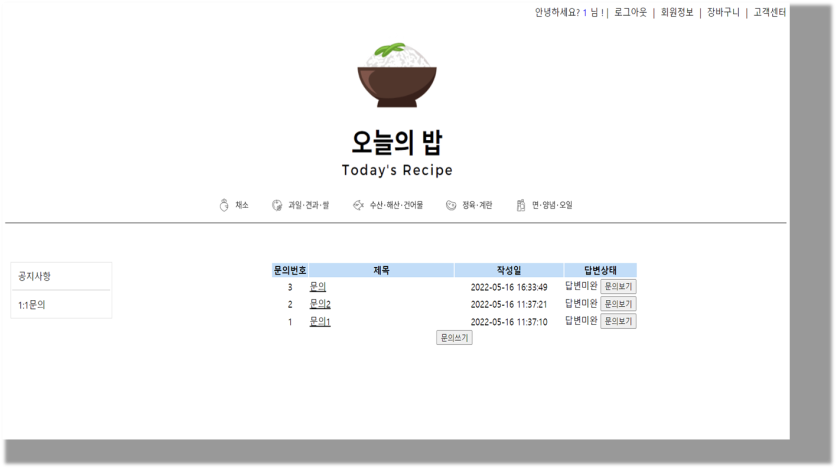 안녕하세요? 1 님 ! | 로그아웃 | 회원정보 | 장바구니 | 고객센터
오늘의 밥
Today's Recipe
채소 과일·견과·쌀 수산·해산·건어물 정육·계란 면·양념·오일
공지사항
1:1문의
문의번호 제목 작성일 답변상태
3 문의 2022-05-16 16:33:49 답변미완 문의보기
2 문의2 2022-05-16 11:37:21 답변미완 문의보기
1 문의1 2022-05-16 11:37:10 답변미완 문의보기
문의쓰기